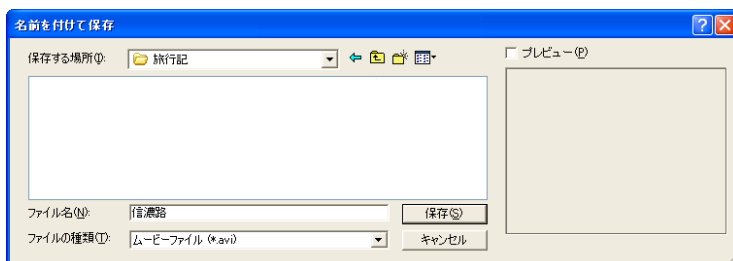 名前を付けて保存
保存する場所(I): 旅行記
プレビュー(P)
ファイル名(N): 信濃路 保存(S)
ファイルの種類(T): ムービーファイル (*.avi) キャンセル